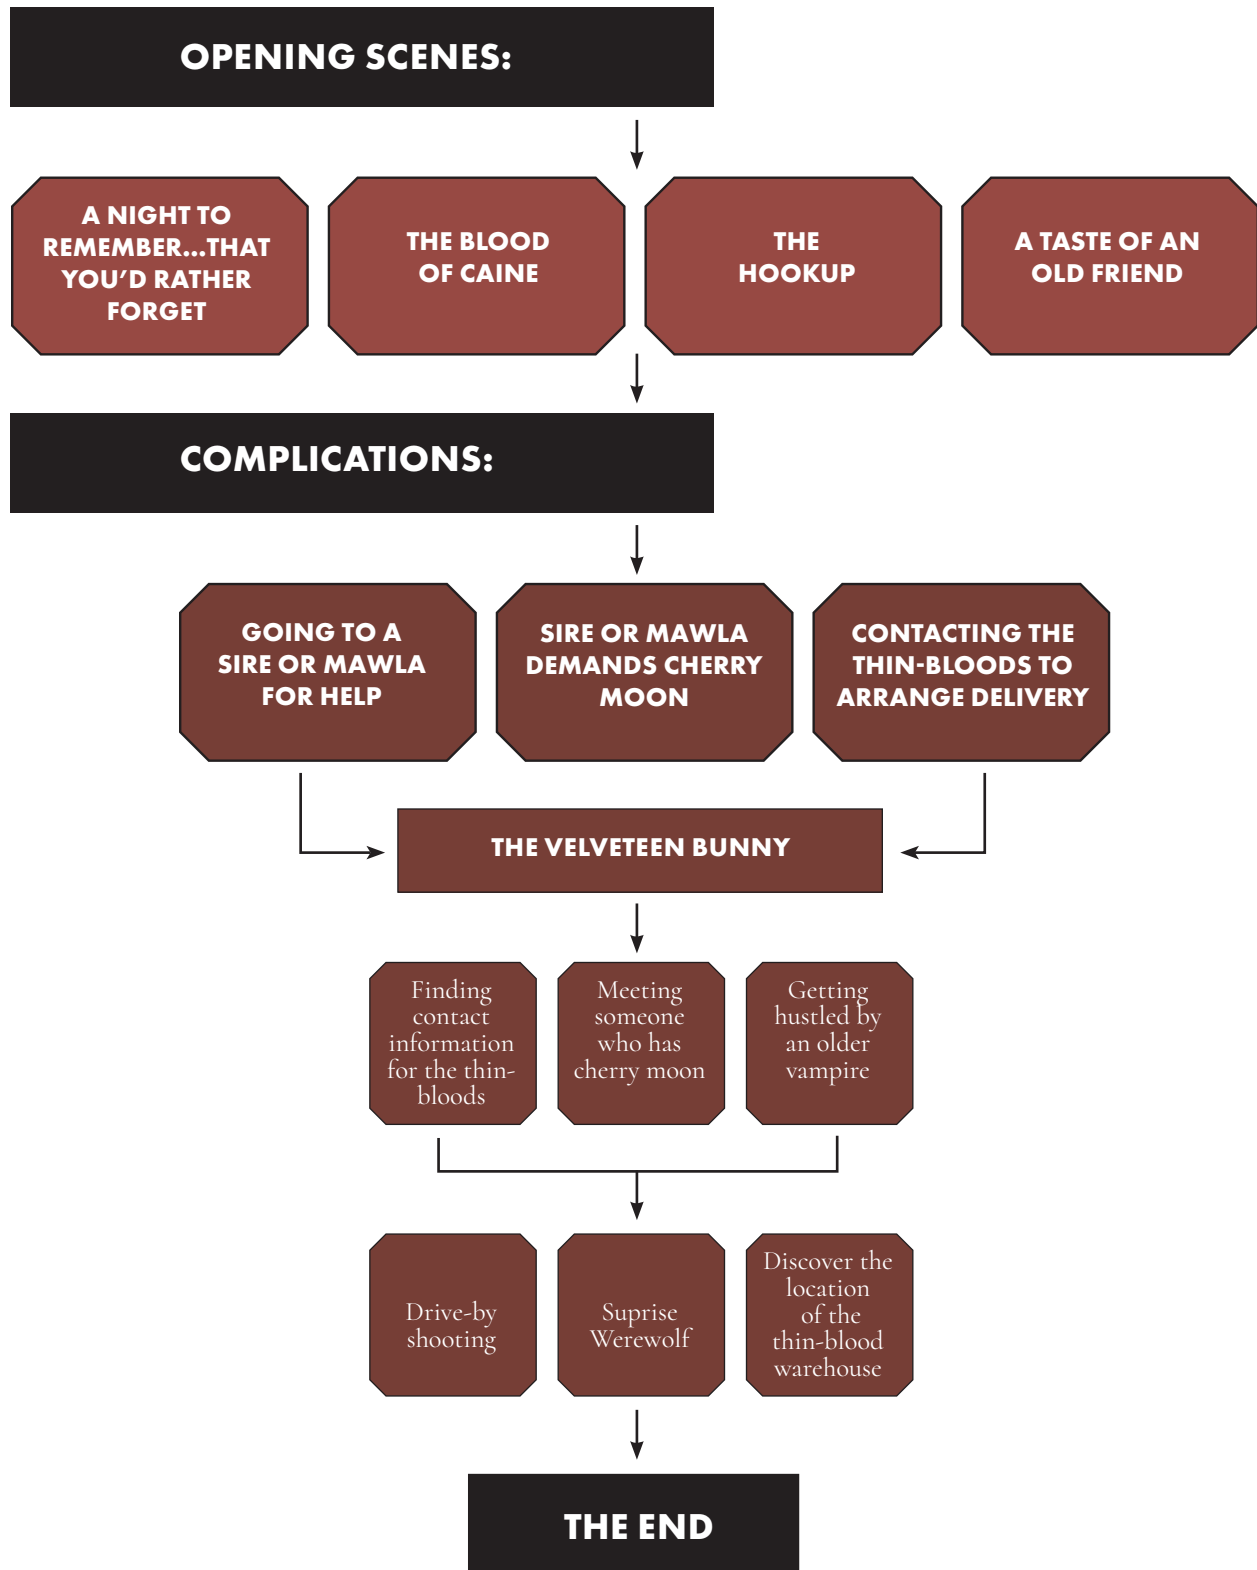 OPENING SCENES:
A NIGHT TO
REMEMBER...THAT
YOU'D RATHER
FORGET
THE BLOOD
OF CAINE
THE
HOOKUP
A TASTE OF AN
OLD FRIEND
COMPLICATIONS:
GOING TO A
SIRE OR MAWLA
FOR HELP
SIRE OR MAWLA
DEMANDS CHERRY
MOON
CONTACTING THE
THIN-BLOODS TO
ARRANGE DELIVERY
THE VELVETEEN BUNNY
Finding
contact
information
for the thin-
bloods
Meeting
someone
who has
cherry moon
Getting
hustled by
an older
vampire
Drive-by
shooting
Suprise
Werewolf
Discover the
location
of the
thin-blood
warehouse
THE END